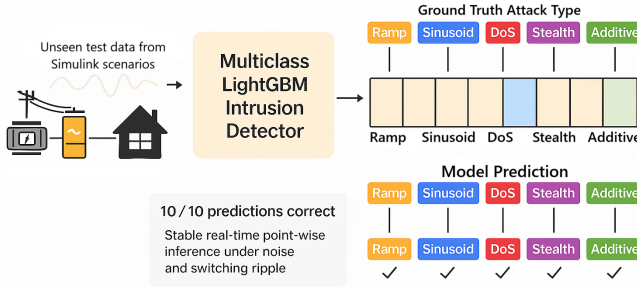 Unseen test data from
Simulink scenarios
Multiclass
LightGBM
Intrusion
Detector
Ground Truth Attack Type
Ramp Sinusoid DoS Stealth Additive
Ramp Sinusoid DoS Stealth Additive
Model Prediction
Ramp Sinusoid DoS Stealth Additive
Ramp Sinusoid DoS Stealth Additive
10 / 10 predictions correct
Stable real-time point-wise
inference under noise
and switching ripple